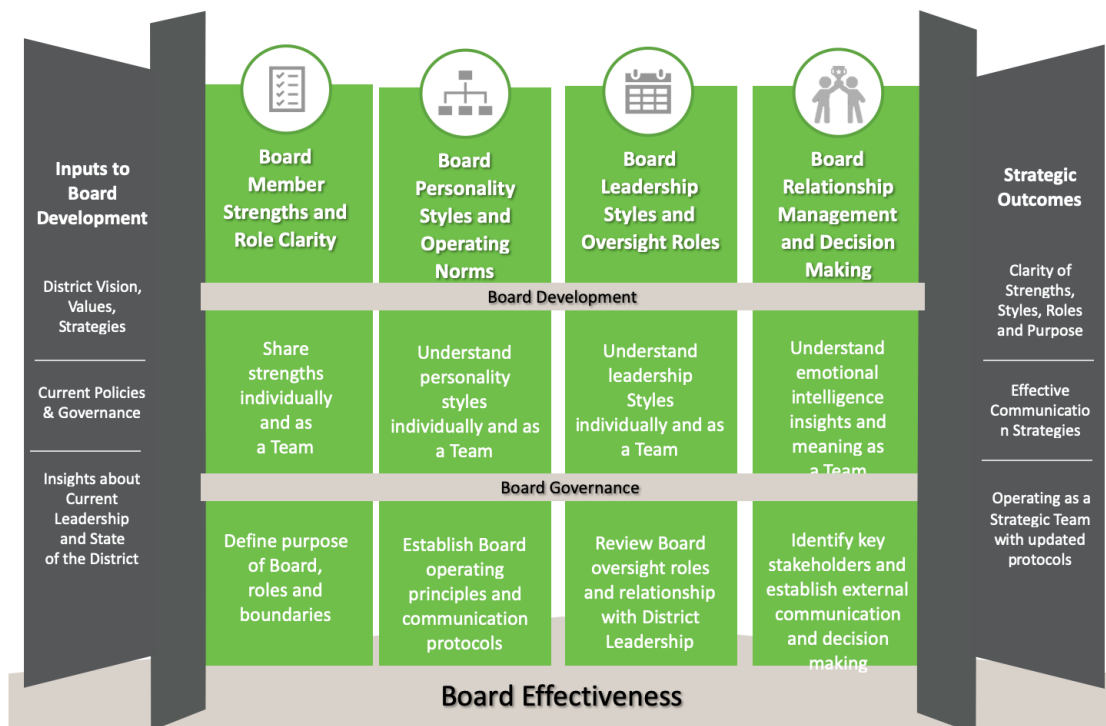 Inputs to
Board
Development
District Vision,
Values,
Strategies
Current Policies
& Governance
Insights about
Current
Leadership
and State
of the District
Board
Member
Strengths and
Role Clarity
Board
Personality
Styles and
Operating
Norms
Board
Leadership
Styles and
Oversight Roles
Board
Relationship
Management
and Decision
Making
Board Development
Share
strengths
individually
and as
a Team
Understand
personality
styles
individually and as
a Team
Understand
leadership
Styles
individually and as
a Team
Understand
emotional
intelligence
insights and
meaning as
a Team
Board Governance
Define purpose
of Board,
roles and
boundaries
Establish Board
operating
principles and
communication
protocols
Review Board
oversight roles
and relationship
with District
Leadership
Identify key
stakeholders and
establish external
communication
and decision
making
Strategic
Outcomes
Clarity of
Strengths,
Styles, Roles
and Purpose
Effective
Communicatio
n Strategies
Operating as a
Strategic Team
with updated
protocols
Board Effectiveness